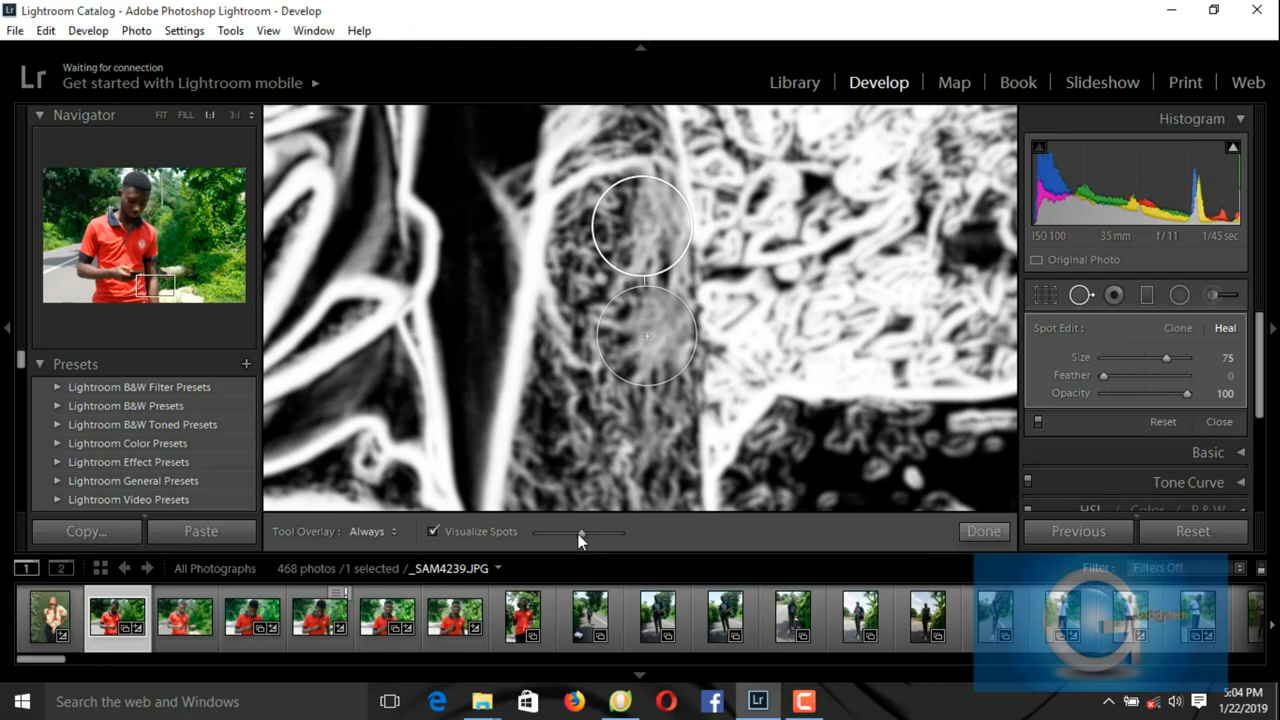 Lightroom Catalog - Adobe Photoshop Lightroom - Develop
File Edit Develop Photo Settings Tools Library View Window Help
Lr
Waiting for connection
Get started with Lightroom mobile
Library Develop Map Book Slideshow Print Web
Navigator FIT FILL 1:1 3:1
Histogram
ISO 100 35 mm f / 11 1/45 sec
Original Photo
Spot Edit : Clone Heal
Size 75
Feather 0
Opacity 100
Reset Close
Presets
Lightroom B&W Filter Presets
Lightroom B&W Presets
Lightroom B&W Toned Presets
Lightroom Color Presets
Lightroom Effect Presets
Lightroom General Presets
Lightroom Video Presets
Basic
Tone Curve
HSL / Color / B & W
Copy... Paste
Tool Overlay : Always Visualize Spots Done
Previous Reset
1 2 All Photographs 468 photos / 1 selected / _SAM4239.JPG
Filter : Filters Off
Search the web and Windows
Lr
5:04 PM
1/22/2019